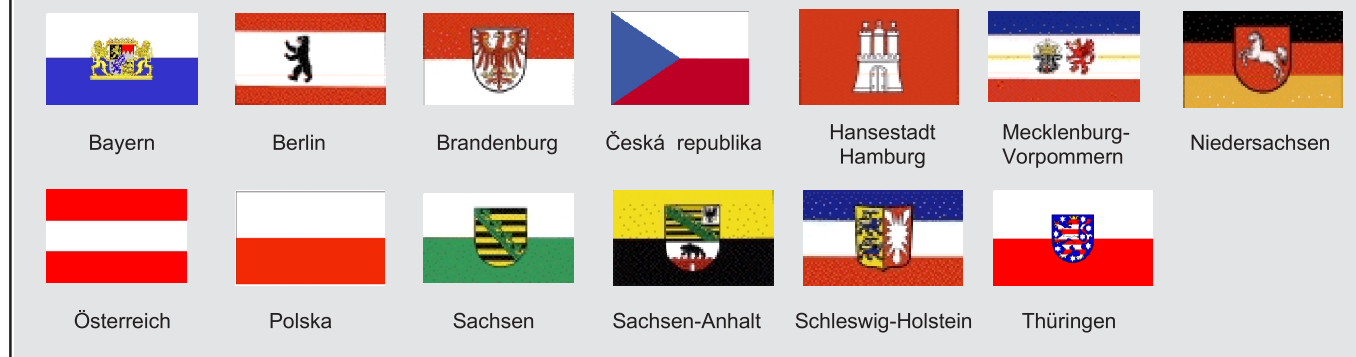 Bayern
Berlin
Brandenburg
Česká republika
Hansestadt
Hamburg
Mecklenburg-
Vorpommern
Niedersachsen
Österreich
Polska
Sachsen
Sachsen-Anhalt
Schleswig-Holstein
Thüringen